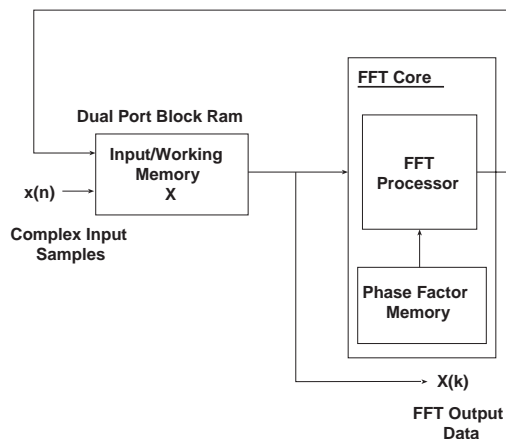 FFT Core
Dual Port Block Ram
Input/Working
Memory
X
FFT
Processor
x(n)
Complex Input
Samples
Phase Factor
Memory
X(k)
FFT Output
Data